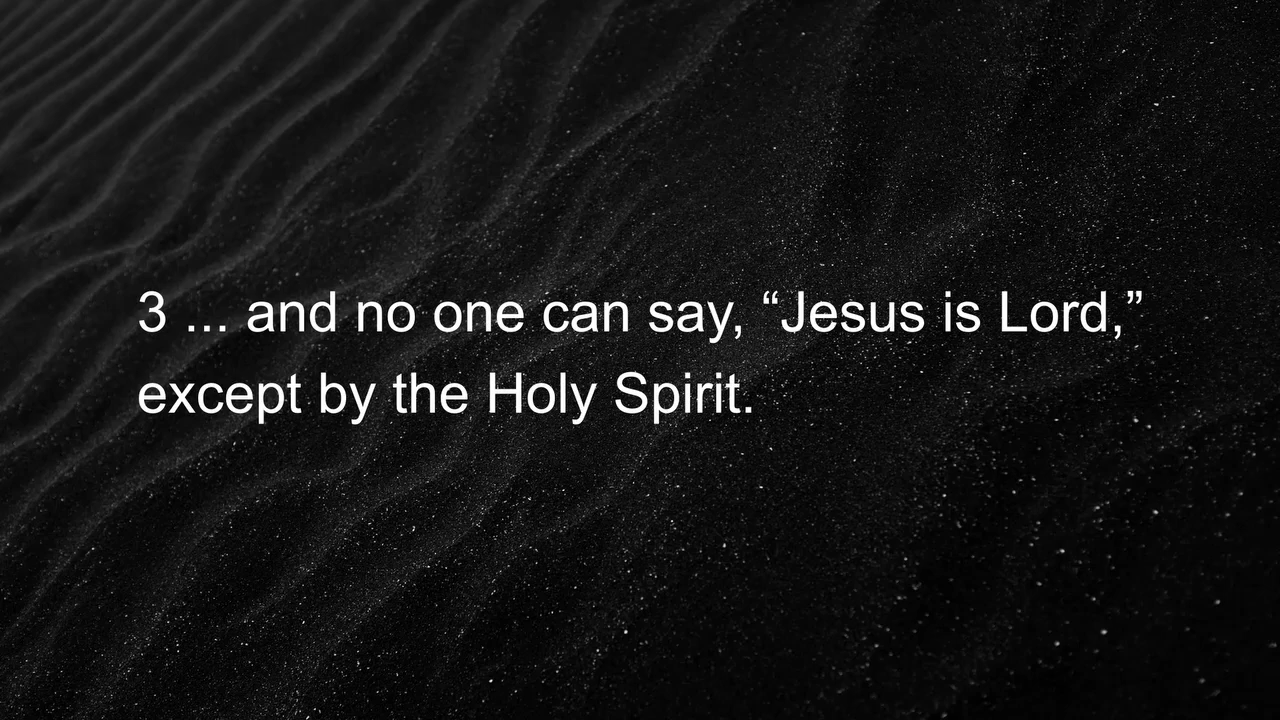 3 ... and no one can say, “Jesus is Lord,”
except by the Holy Spirit.